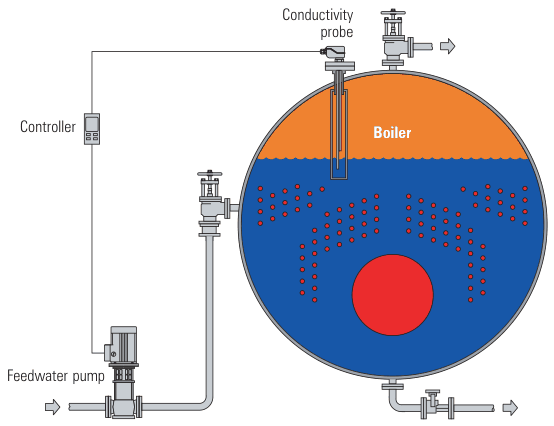 Conductivity
probe
Controller
Boiler
Feedwater pump